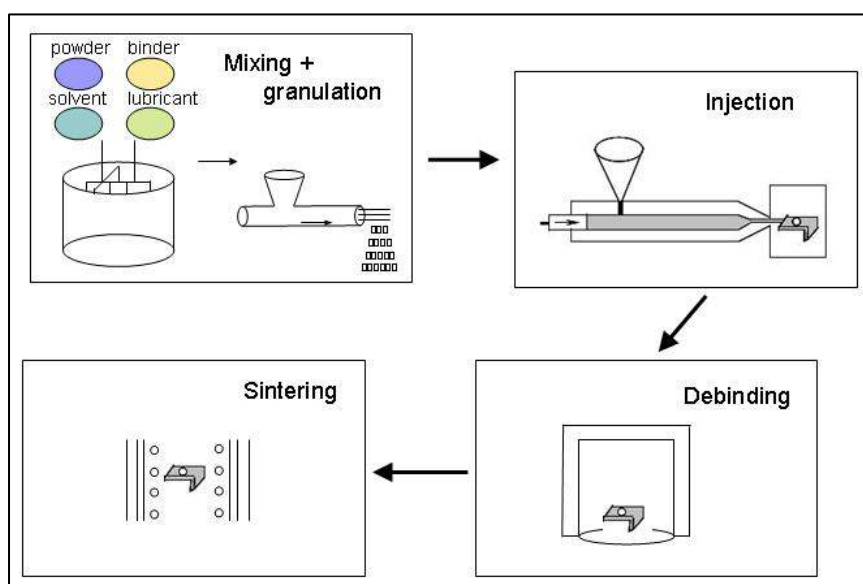 powder binder
Mixing +
granulation
solvent lubricant
Injection
Sintering
Debinding